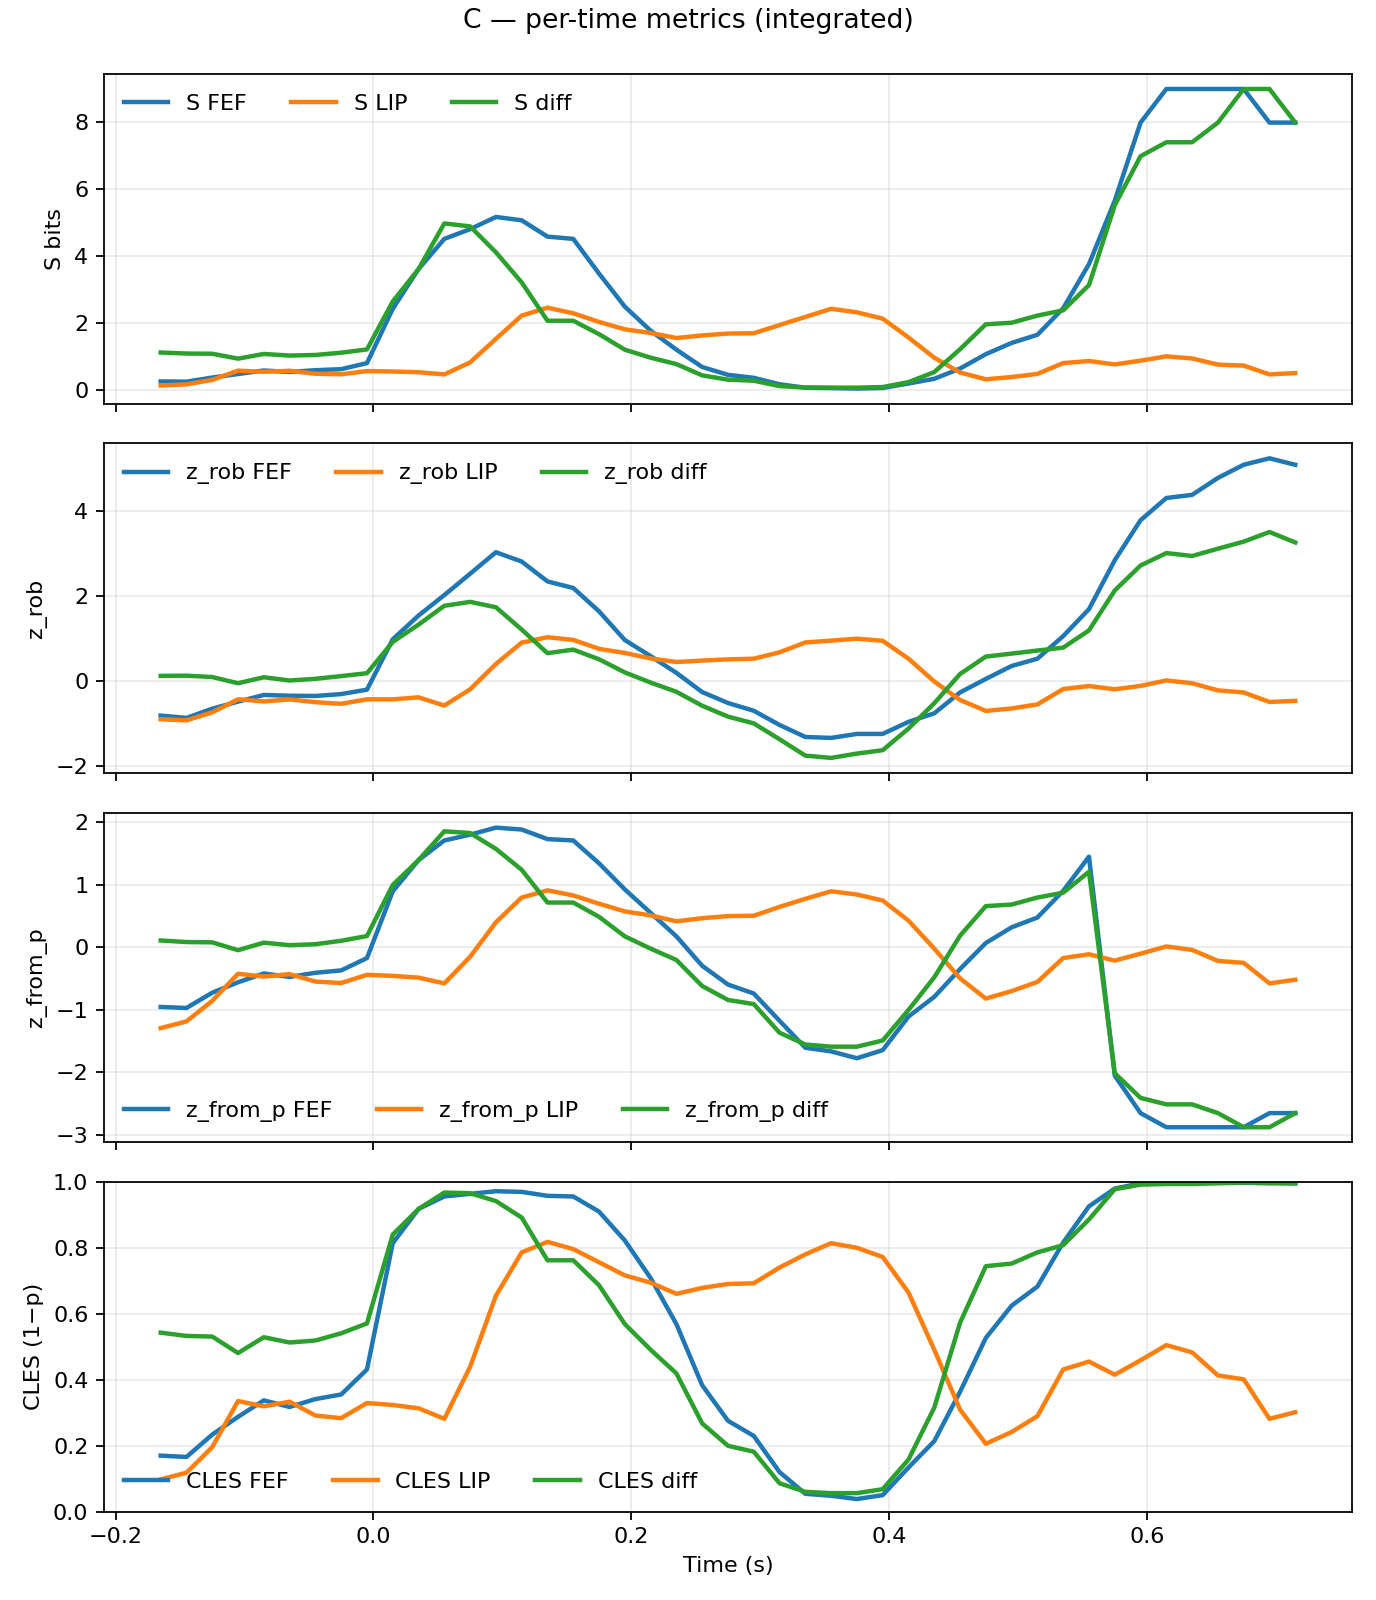 C — per-time metrics (integrated)
S FEF S LIP S diff
8
6
4
2
0
S bits
z_rob FEF z_rob LIP z_rob diff
4
2
0
−2
z_rob
2
1
0
−1
−2
−3
z_from_p
z_from_p FEF z_from_p LIP z_from_p diff
1.0
0.8
0.6
0.4
0.2
0.0
CLES (1−p)
CLES FEF CLES LIP CLES diff
−0.2 0.0 0.2 0.4 0.6
Time (s)